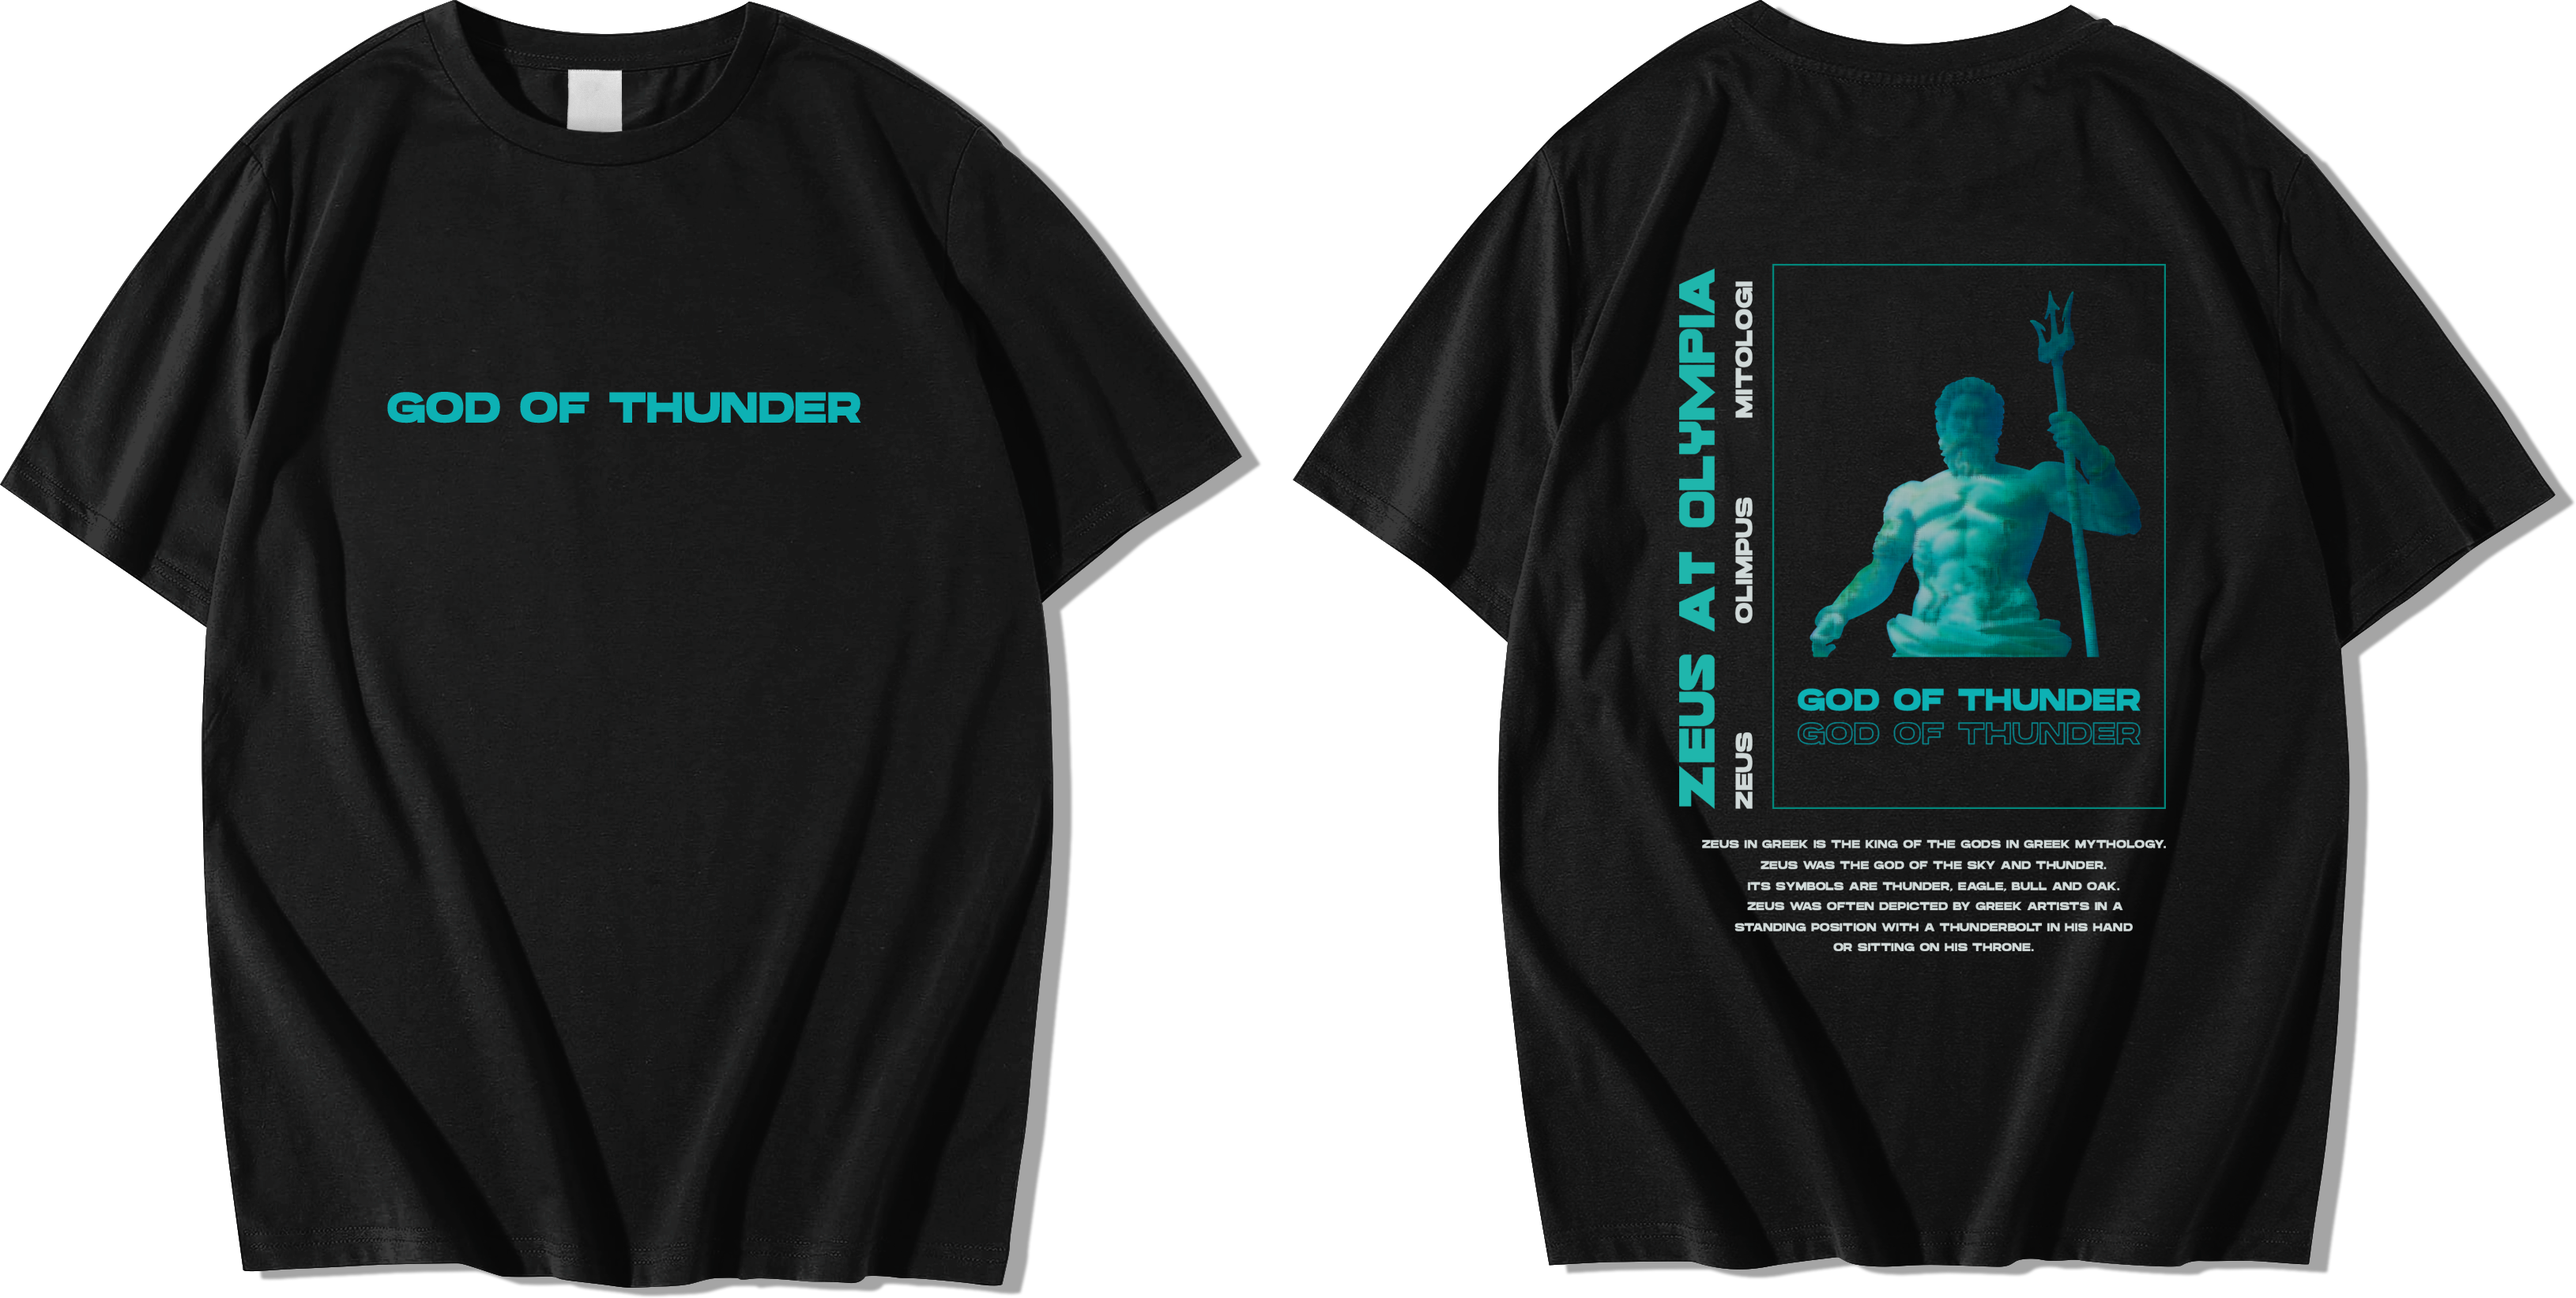 GOD OF THUNDER
ZEUS AT OLYMPIA
ZEUS OLIMPUS MITOLOGI
GOD OF THUNDER
GOD OF THUNDER
ZEUS IN GREEK IS THE KING OF THE GODS IN GREEK MYTHOLOGY.
ZEUS WAS THE GOD OF THE SKY AND THUNDER.
ITS SYMBOLS ARE THUNDER, EAGLE, BULL AND OAK.
ZEUS WAS OFTEN DEPICTED BY GREEK ARTISTS IN A
STANDING POSITION WITH A THUNDERBOLT IN HIS HAND
OR SITTING ON HIS THRONE.